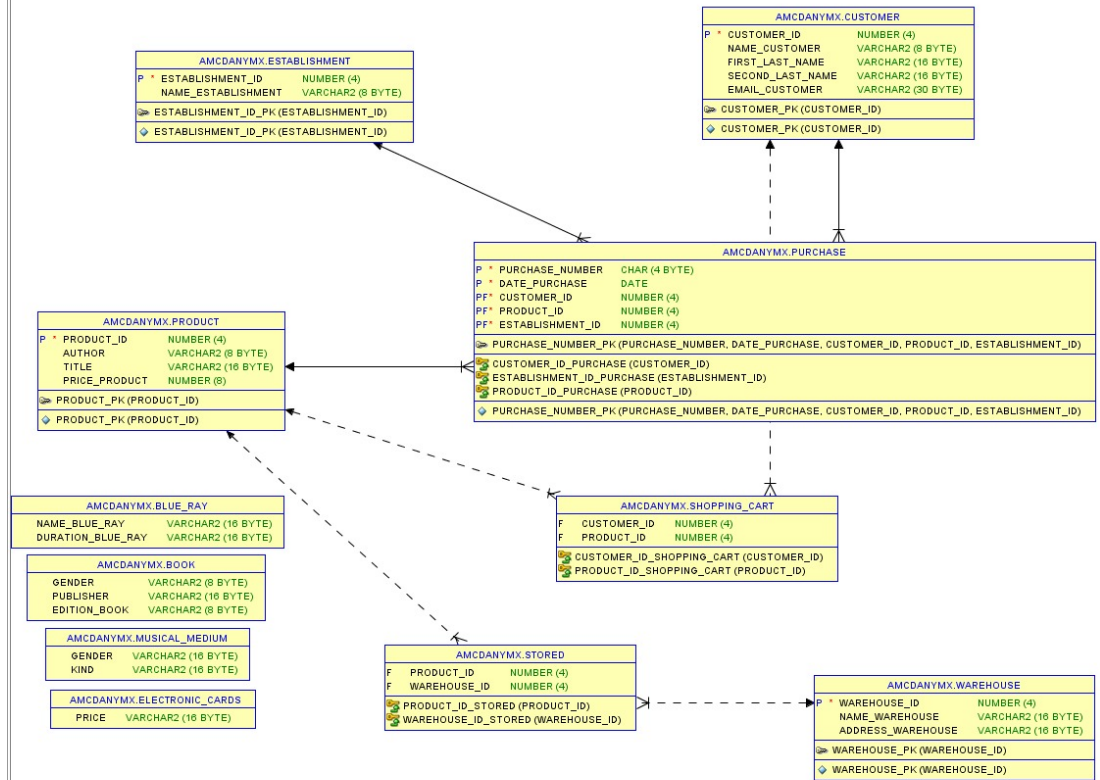 AMCDANYMX.CUSTOMER
P * CUSTOMER_ID NUMBER (4)
NAME_CUSTOMER VARCHAR2 (8 BYTE)
FIRST_LAST_NAME VARCHAR2 (16 BYTE)
SECOND_LAST_NAME VARCHAR2 (16 BYTE)
EMAIL_CUSTOMER VARCHAR2 (30 BYTE)
CUSTOMER_PK (CUSTOMER_ID)
CUSTOMER_PK (CUSTOMER_ID)
AMCDANYMX.ESTABLISHMENT
P * ESTABLISHMENT_ID NUMBER (4)
NAME_ESTABLISHMENT VARCHAR2 (8 BYTE)
ESTABLISHMENT_ID_PK (ESTABLISHMENT_ID)
ESTABLISHMENT_ID_PK (ESTABLISHMENT_ID)
AMCDANYMX.PURCHASE
P * PURCHASE_NUMBER CHAR (4 BYTE)
P * DATE_PURCHASE DATE
PF* CUSTOMER_ID NUMBER (4)
PF* PRODUCT_ID NUMBER (4)
PF* ESTABLISHMENT_ID NUMBER (4)
PURCHASE_NUMBER_PK (PURCHASE_NUMBER, DATE_PURCHASE, CUSTOMER_ID, PRODUCT_ID, ESTABLISHMENT_ID)
CUSTOMER_ID_PURCHASE (CUSTOMER_ID)
ESTABLISHMENT_ID_PURCHASE (ESTABLISHMENT_ID)
PRODUCT_ID_PURCHASE (PRODUCT_ID)
PURCHASE_NUMBER_PK (PURCHASE_NUMBER, DATE_PURCHASE, CUSTOMER_ID, PRODUCT_ID, ESTABLISHMENT_ID)
AMCDANYMX.PRODUCT
P * PRODUCT_ID NUMBER (4)
AUTHOR VARCHAR2 (8 BYTE)
TITLE VARCHAR2 (16 BYTE)
PRICE_PRODUCT NUMBER (8)
PRODUCT_PK (PRODUCT_ID)
PRODUCT_PK (PRODUCT_ID)
AMCDANYMX.BLUE_RAY
NAME_BLUE_RAY VARCHAR2 (16 BYTE)
DURATION_BLUE_RAY VARCHAR2 (16 BYTE)
AMCDANYMX.SHOPPING_CART
F CUSTOMER_ID NUMBER (4)
F PRODUCT_ID NUMBER (4)
CUSTOMER_ID_SHOPPING_CART (CUSTOMER_ID)
PRODUCT_ID_SHOPPING_CART (PRODUCT_ID)
AMCDANYMX.BOOK
GENDER VARCHAR2 (8 BYTE)
PUBLISHER VARCHAR2 (16 BYTE)
EDITION_BOOK VARCHAR2 (8 BYTE)
AMCDANYMX.MUSICAL_MEDIUM
GENDER VARCHAR2 (16 BYTE)
KIND VARCHAR2 (16 BYTE)
AMCDANYMX.ELECTRONIC_CARDS
PRICE VARCHAR2 (16 BYTE)
AMCDANYMX.STORED
F PRODUCT_ID NUMBER (4)
F WAREHOUSE_ID NUMBER (4)
PRODUCT_ID_STORED (PRODUCT_ID)
WAREHOUSE_ID_STORED (WAREHOUSE_ID)
AMCDANYMX.WAREHOUSE
P * WAREHOUSE_ID NUMBER (4)
NAME_WAREHOUSE VARCHAR2 (16 BYTE)
ADDRESS_WAREHOUSE VARCHAR2 (16 BYTE)
WAREHOUSE_PK (WAREHOUSE_ID)
WAREHOUSE_PK (WAREHOUSE_ID)